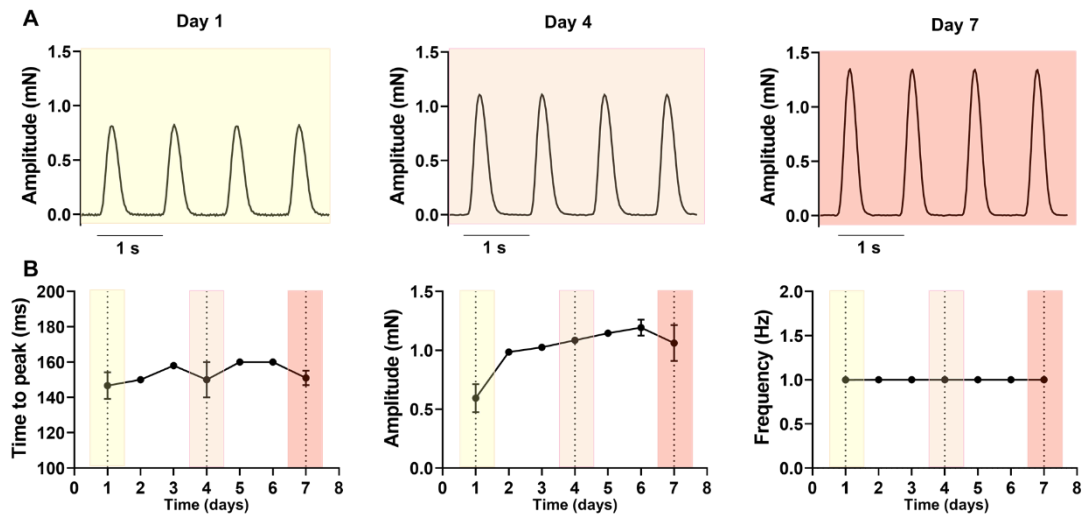 A
Day 1
Day 4
Day 7
Amplitude (mN)
1.5
1.0
0.5
0.0
1 s
Amplitude (mN)
1.5
1.0
0.5
0.0
1 s
Amplitude (mN)
1.5
1.0
0.5
0.0
1 s
B
Time to peak (ms)
200
180
160
140
120
100
0 1 2 3 4 5 6 7 8
Time (days)
Amplitude (mN)
1.5
1.0
0.5
0.0
0 1 2 3 4 5 6 7 8
Time (days)
Frequency (Hz)
2.0
1.5
1.0
0.5
0.0
0 1 2 3 4 5 6 7 8
Time (days)